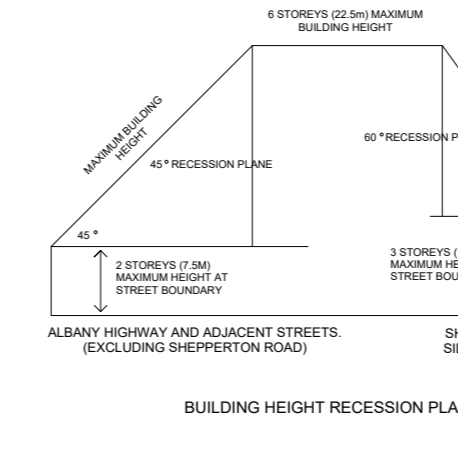 6 STOREYS (22.5m) MAXIMUM
BUILDING HEIGHT
MAXIMUM BUILDING
HEIGHT
60 º RECESSION P
45 º RECESSION PLANE
45 º
2 STOREYS (7.5M)
MAXIMUM HEIGHT AT
STREET BOUNDARY
3 STOREYS (
MAXIMUM HE
STREET BOU
ALBANY HIGHWAY AND ADJACENT STREETS.
(EXCLUDING SHEPPERTON ROAD)
SH
SI
BUILDING HEIGHT RECESSION PLA